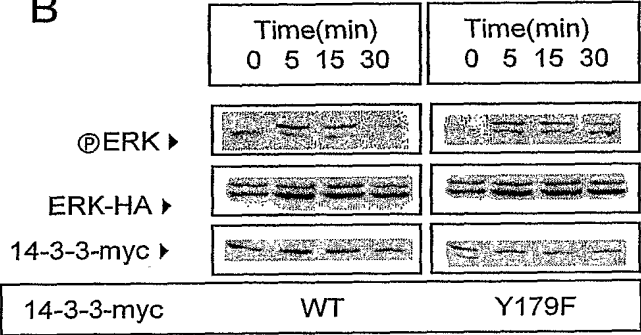 B
Time(min) Time(min)
0 5 15 30 0 5 15 30
ⓅERK
ERK-HA
14-3-3-myc
14-3-3-myc WT Y179F